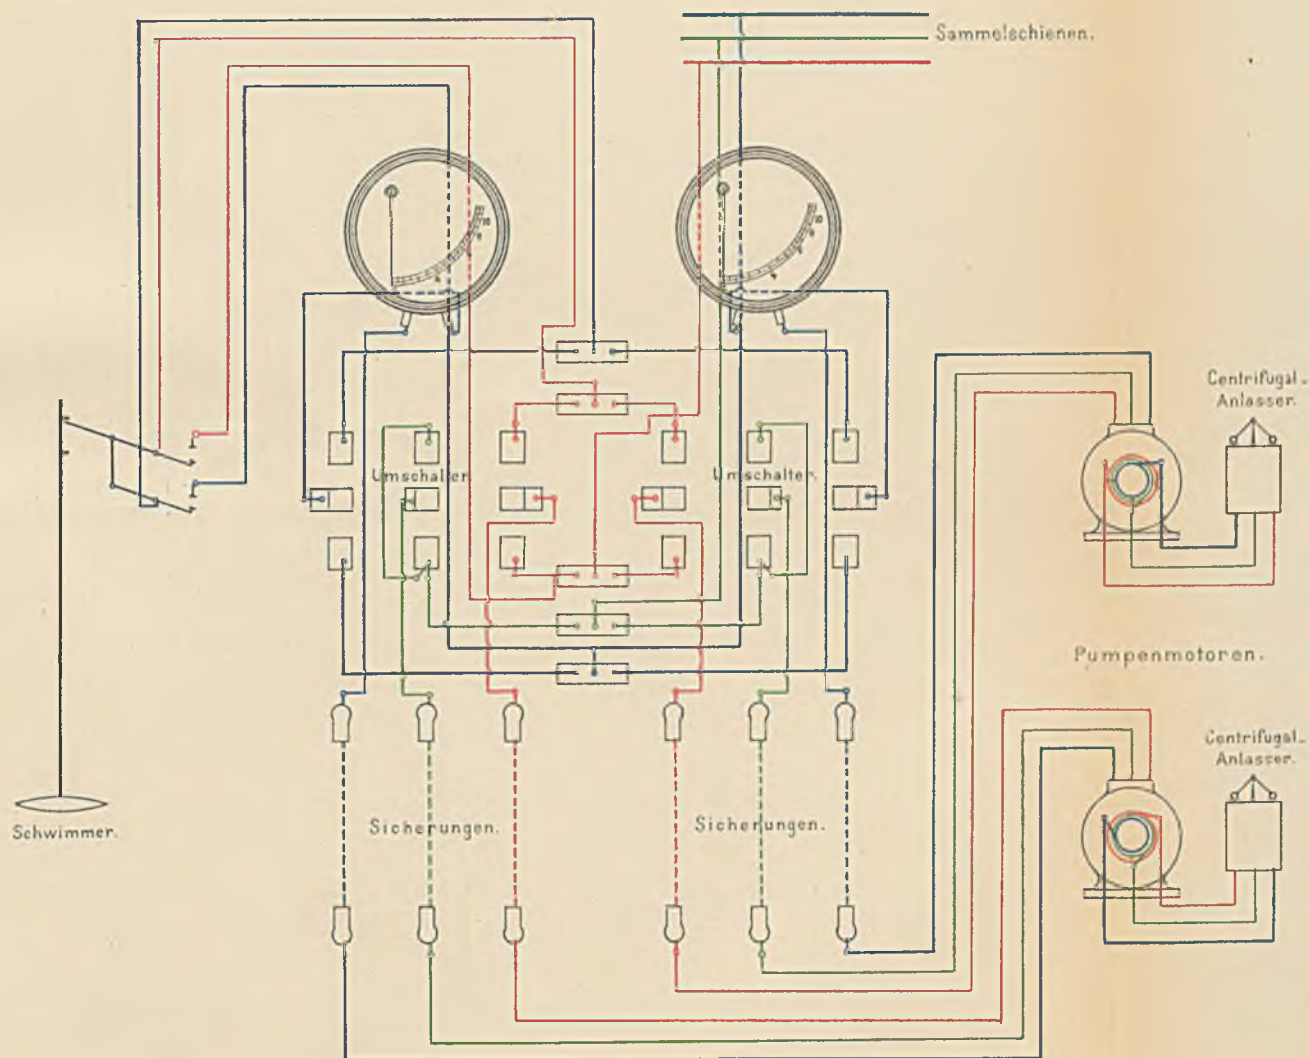 Sammelschienen.
Centrifugal-
Anlasser.
Umschalter.
Umschalter.
Pumpenmotoren.
Centrifugal-
Anlasser.
Schwimmer.
Sicherungen.
Sicherungen.